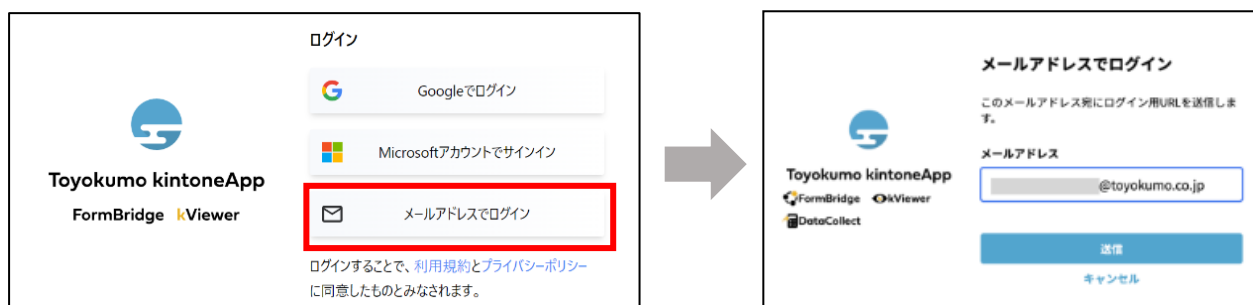 ログイン
Googleでログイン
Microsoftアカウントでサインイン
メールアドレスでログイン
ログインすることで、利用規約とプライバシーポリシー
に同意したものとみなされます。
Toyokumo kintoneApp
FormBridge kViewer
メールアドレスでログイン
このメールアドレス宛にログイン用URLを送信しま
す。
メールアドレス
@toyokumo.co.jp
送信
キャンセル
Toyokumo kintoneApp
FormBridge kViewer
DataCollect